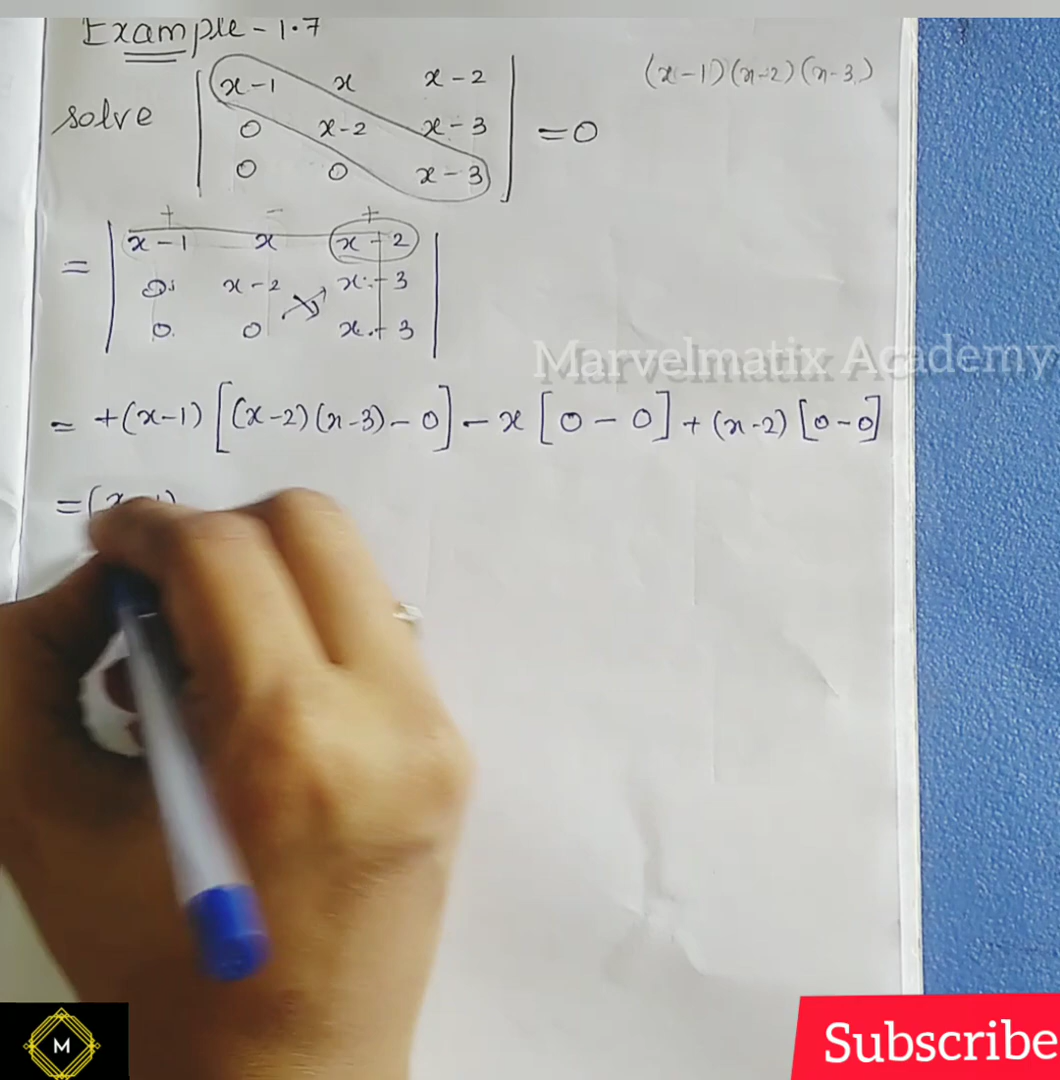 Example - 1.7
(x-1)(x-2)(x-3)
solve
x-1 x x-2
0 x-2 x-3 =0
0 0 x-3
+ - +
= x-1 x x-2
0 x-2 x-3
0 0 x-3
Marvelmatix Academy
= +(x-1) [(x-2)(x-3)-0] - x [0-0] + (x-2) [0-0]
=(x-1)
M
Subscribe